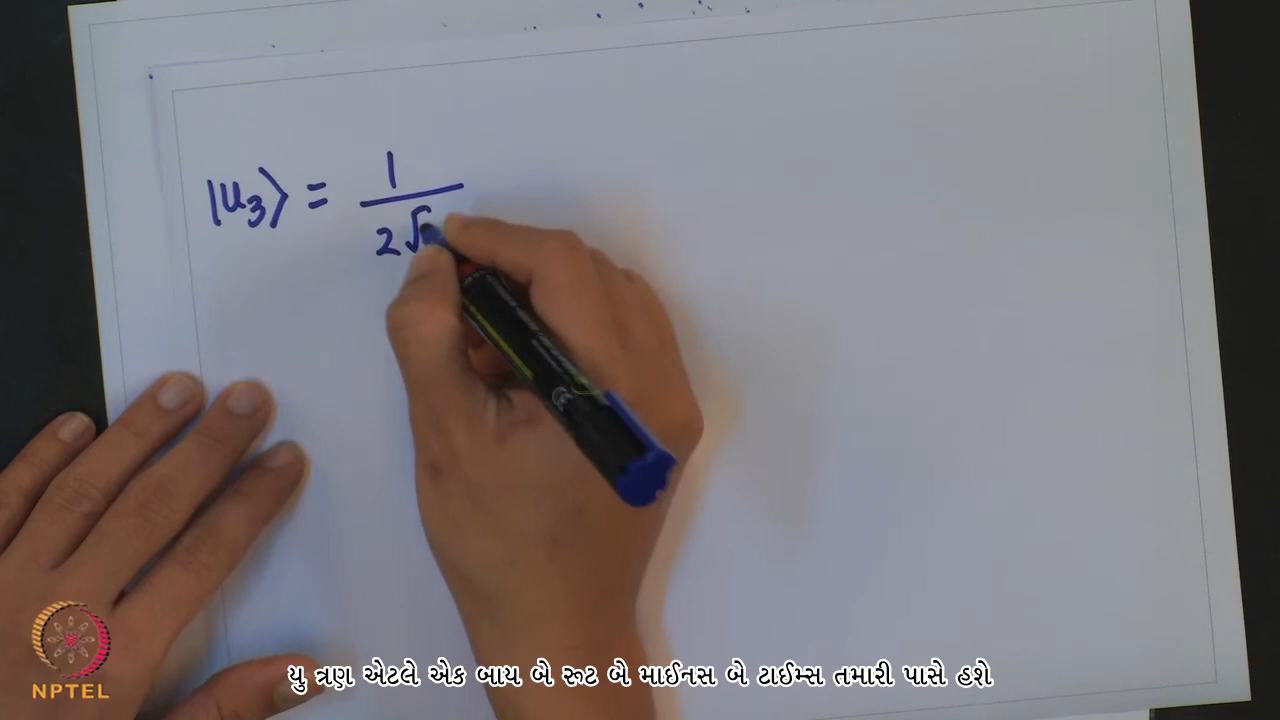 |u₃⟩ = 1 / 2√
NPTEL
યુ ત્રણ એટલે એક બાય બે રૂટ બે માઈનસ બે ટાઈમ્સ તમારી પાસે હશે